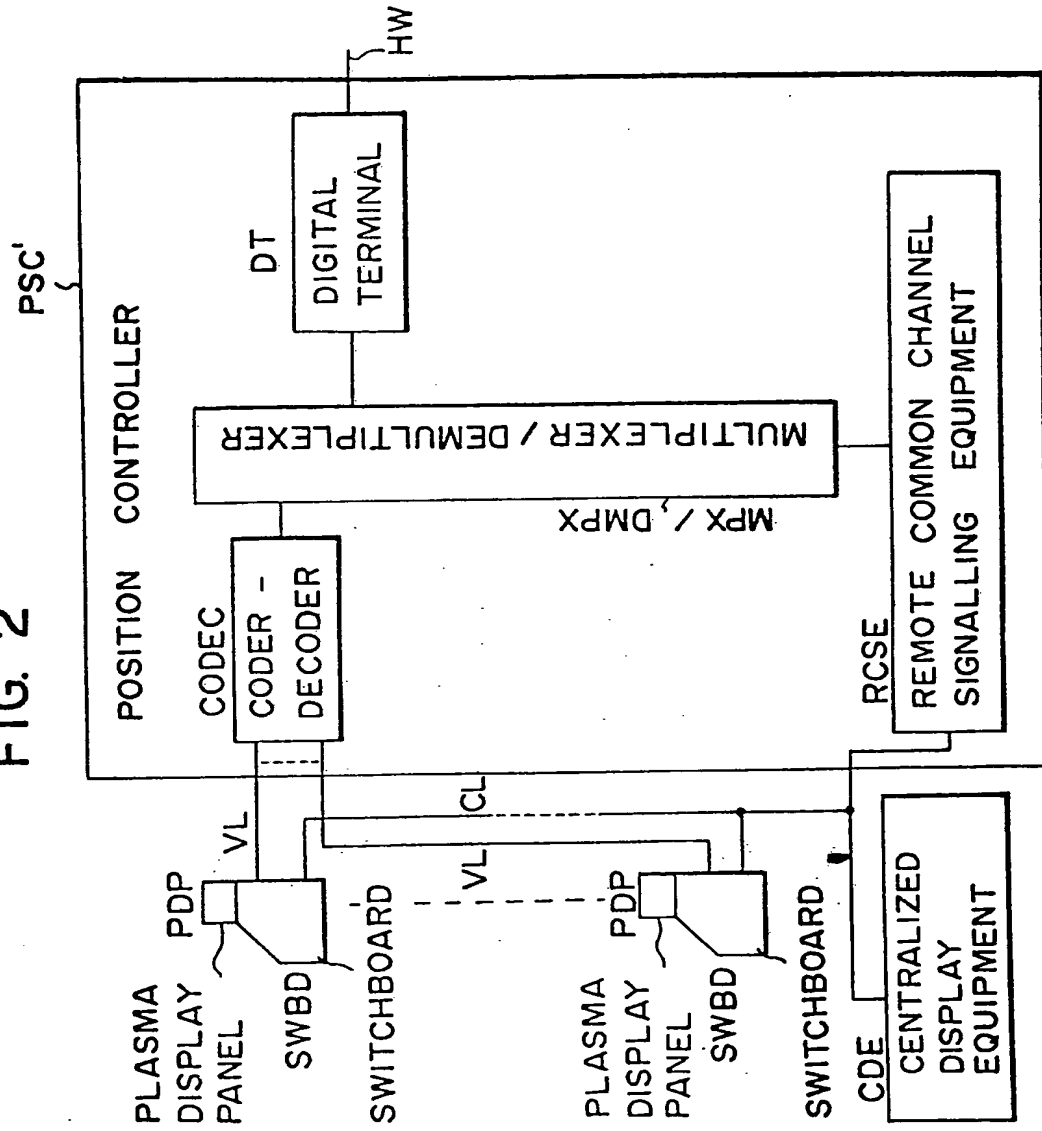 FIG. 2
PSC'
POSITION CONTROLLER
HW
DT
DIGITAL
TERMINAL
MULTIPLEXER / DEMULTIPLEXER
MPX / DMPX
CODEC
CODER -
DECODER
RCSE
REMOTE COMMON CHANNEL
SIGNALLING EQUIPMENT
VL
CL
VL
PDP
PLASMA
DISPLAY
PANEL
SWBD
SWITCHBOARD
PDP
PLASMA
DISPLAY
PANEL
SWBD
SWITCHBOARD
CDE
CENTRALIZED
DISPLAY
EQUIPMENT